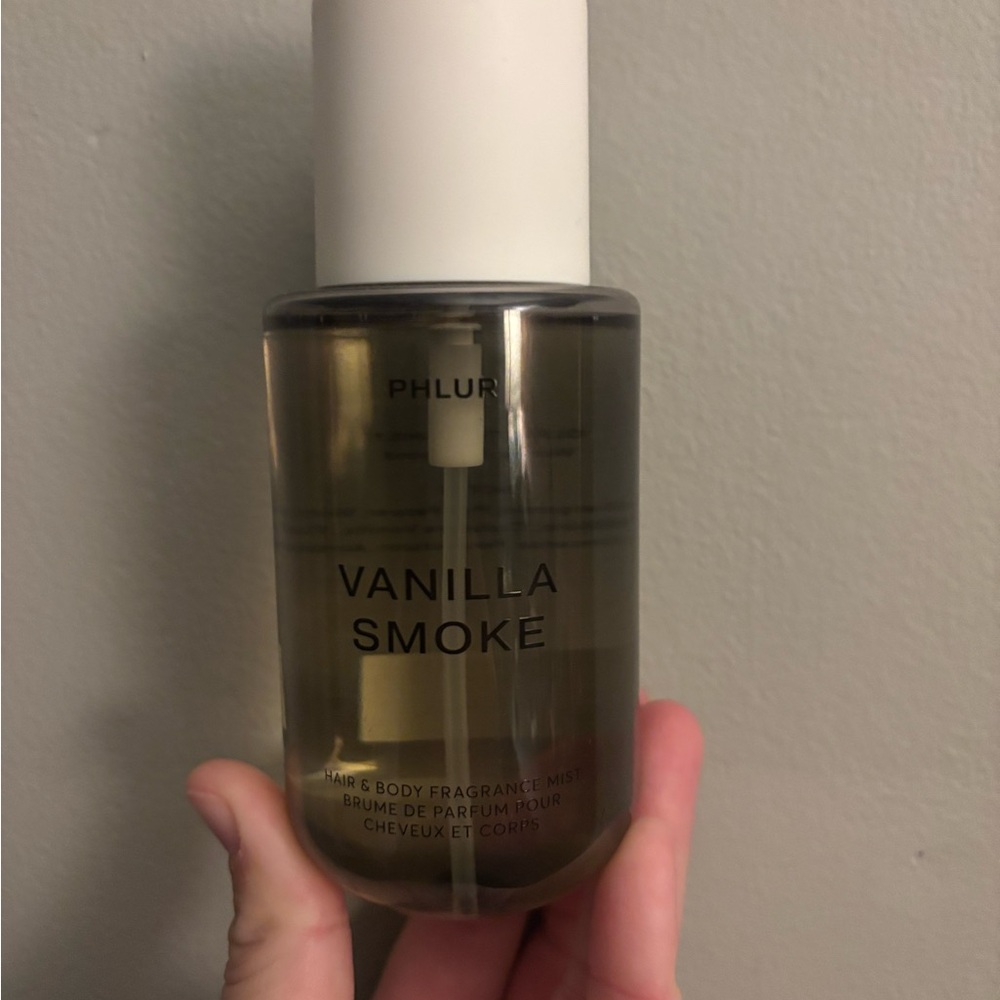 PHLUR
VANILLA
SMOKE
HAIR & BODY FRAGRANCE MIST
BRUME DE PARFUM POUR
CHEVEUX ET CORPS